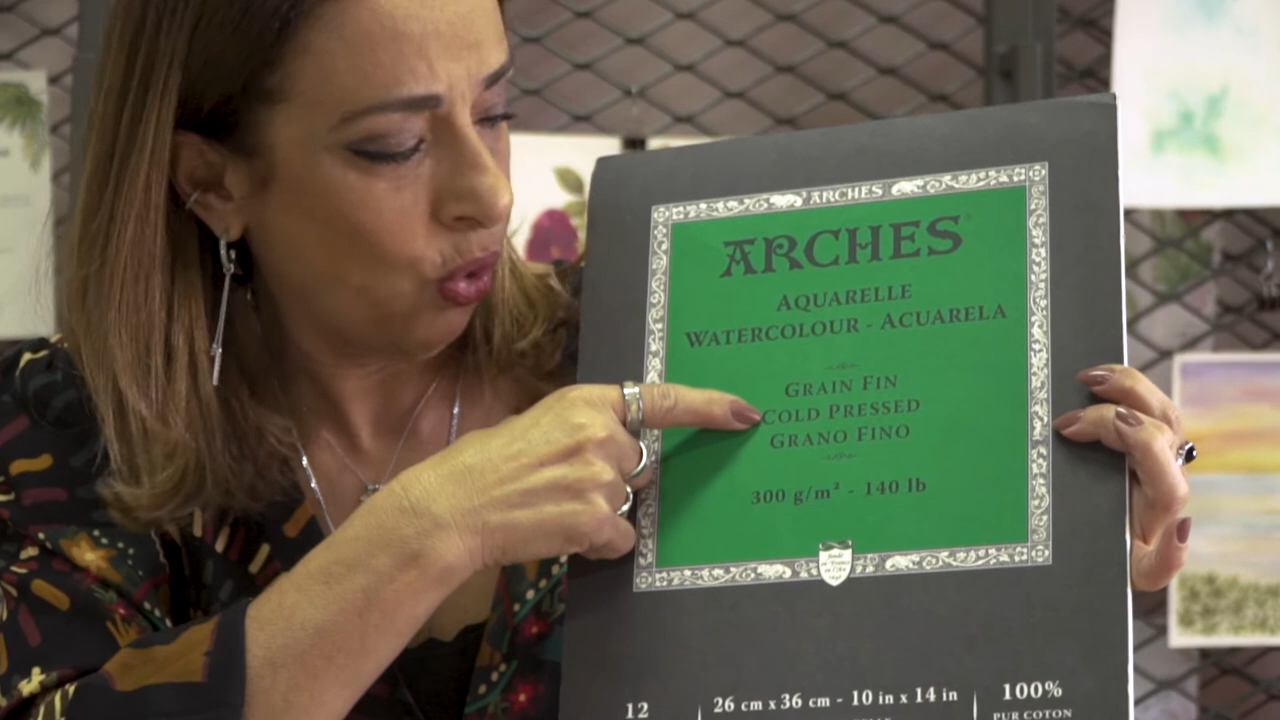 ARCHES
ARCHES®
AQUARELLE
WATERCOLOUR - ACUARELA
GRAIN FIN
COLD PRESSED
GRANO FINO
300 g/m² - 140 lb
12
26 cm x 36 cm - 10 in x 14 in
100%
PUR COTON